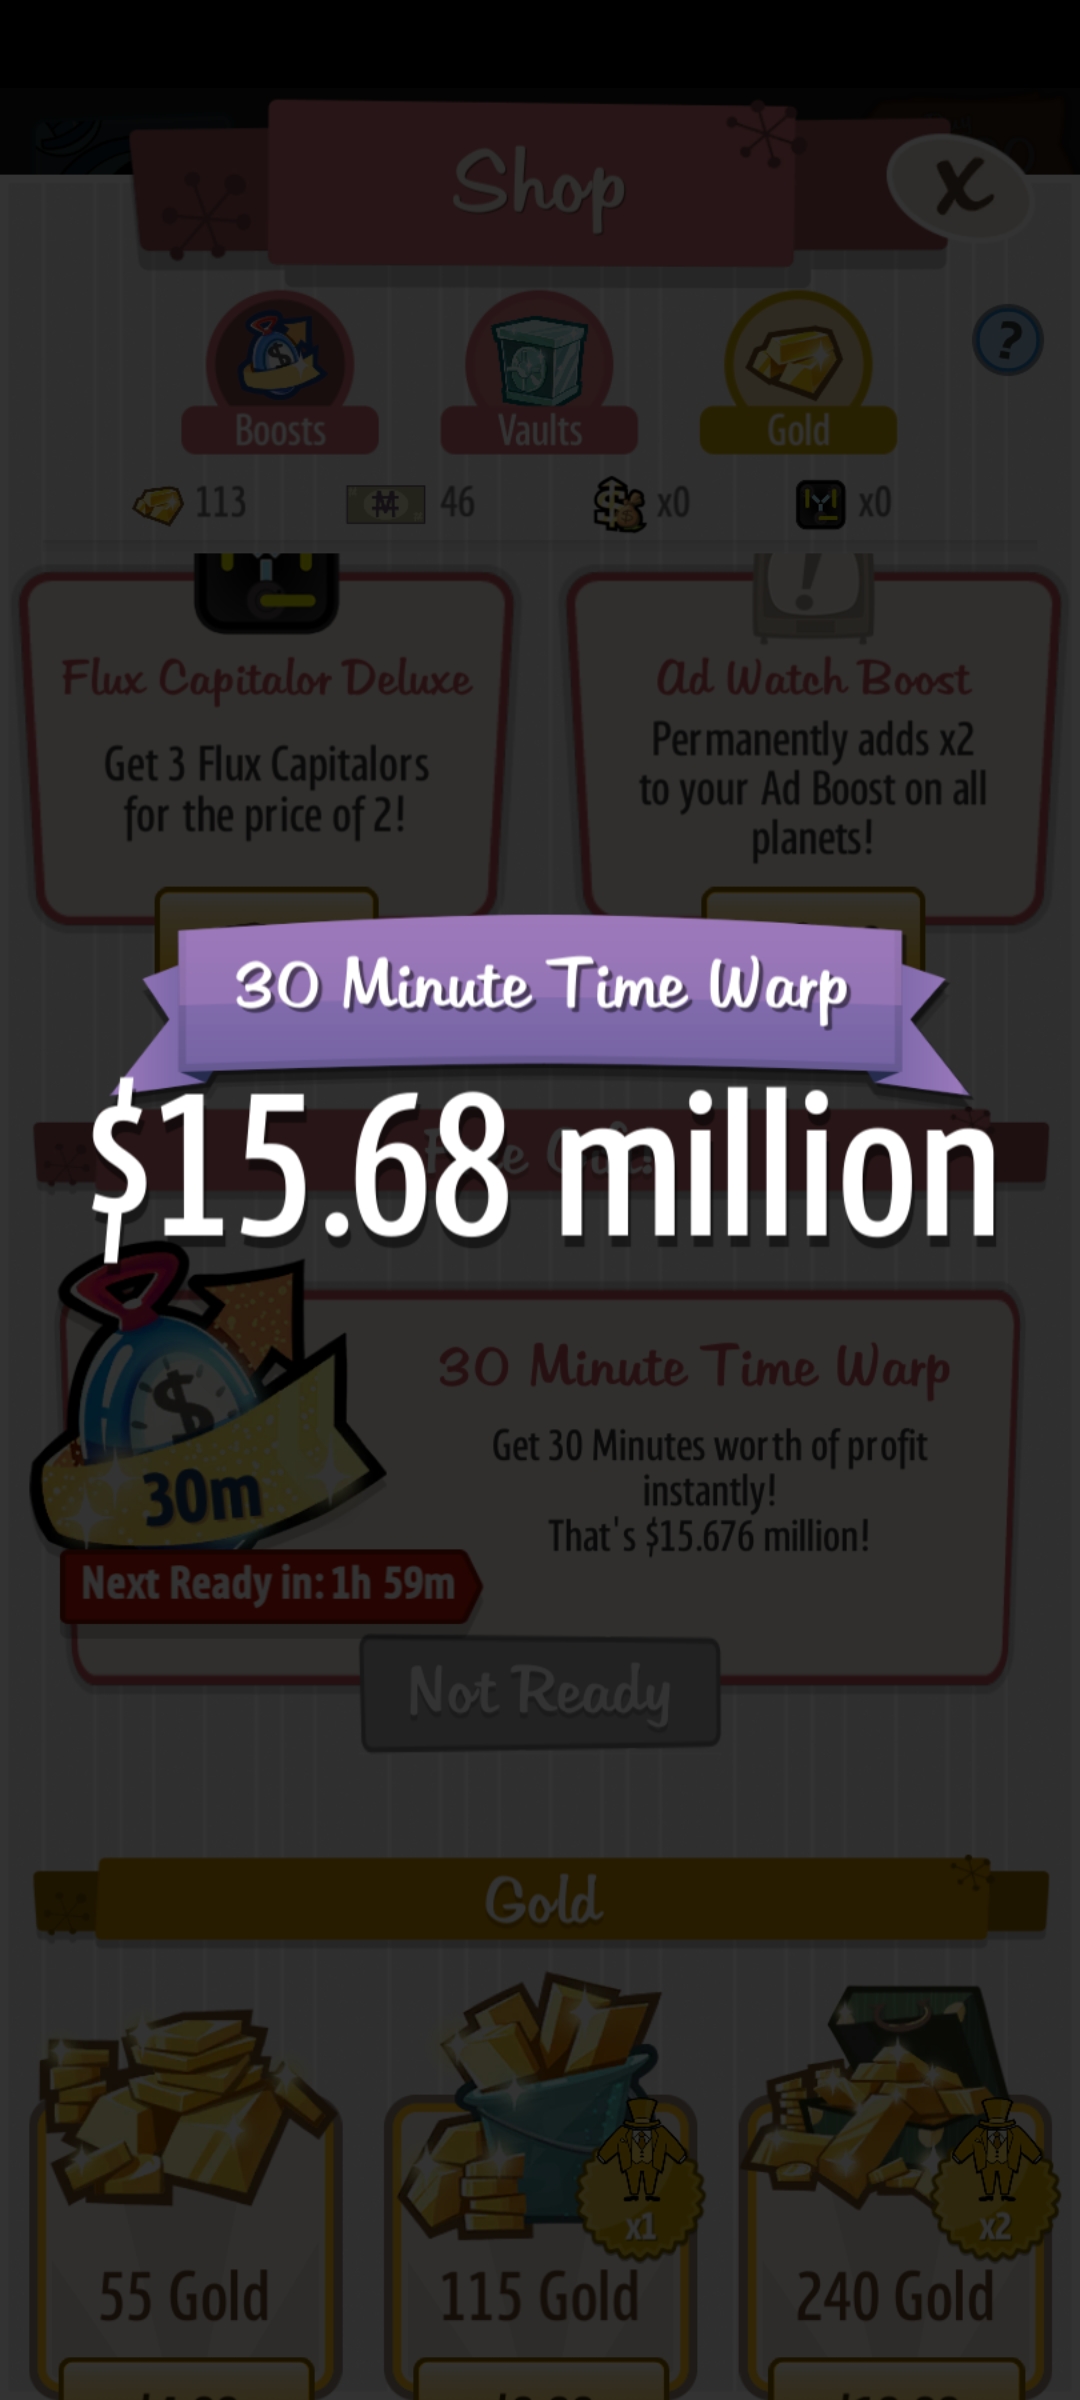 Shop
X
?
Boosts
Vaults
Gold
113
46
x0
x0
Flux Capitalor Deluxe
Get 3 Flux Capitalors
for the price of 2!
Ad Watch Boost
Permanently adds x2
to your Ad Boost on all
planets!
30 Minute Time Warp
$15.68 million
30 Minute Time Warp
Get 30 Minutes worth of profit
instantly!
That's $15.676 million!
30m
Next Ready in: 1h 59m
Not Ready
Gold
x1
x2
55 Gold
115 Gold
240 Gold